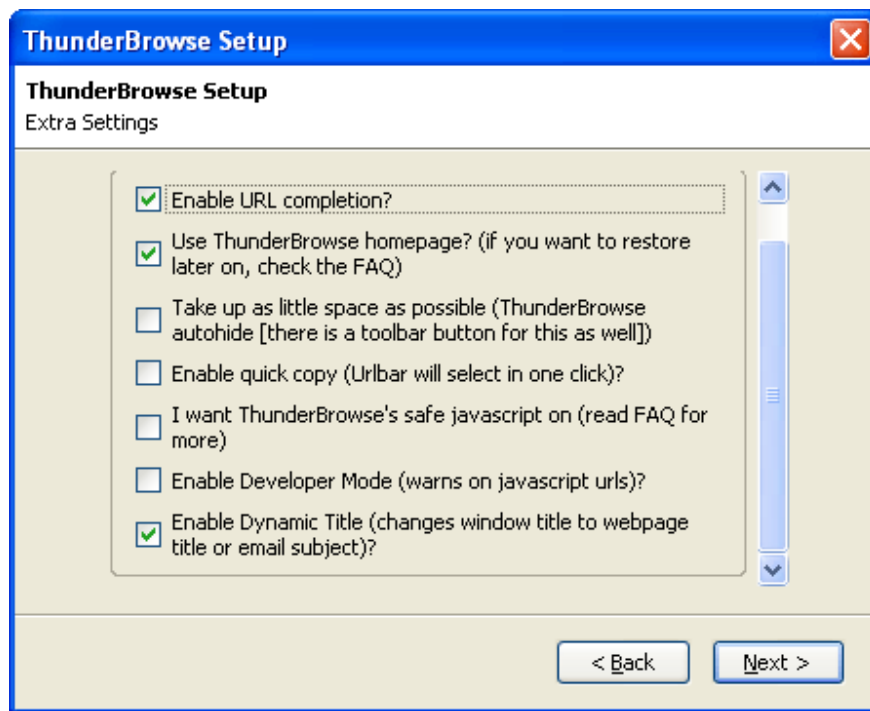 ThunderBrowse Setup
ThunderBrowse Setup
Extra Settings
Enable URL completion?
Use ThunderBrowse homepage? (if you want to restore
later on, check the FAQ)
Take up as little space as possible (ThunderBrowse
autohide [there is a toolbar button for this as well])
Enable quick copy (Urlbar will select in one click)?
I want ThunderBrowse's safe javascript on (read FAQ for
more)
Enable Developer Mode (warns on javascript urls)?
Enable Dynamic Title (changes window title to webpage
title or email subject)?
< Back
Next >